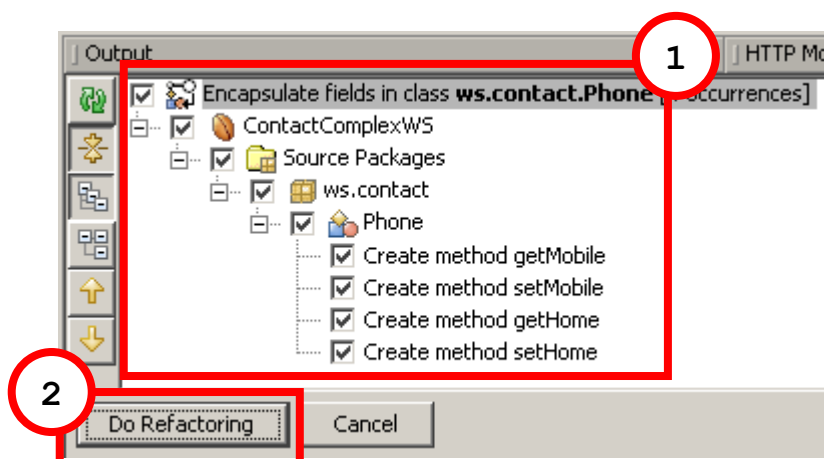 Output
1
HTTP Mo
Encapsulate fields in class ws.contact.Phone [ occurrences]
ContactComplexWS
Source Packages
ws.contact
Phone
Create method getMobile
Create method setMobile
Create method getHome
Create method setHome
2
Do Refactoring
Cancel